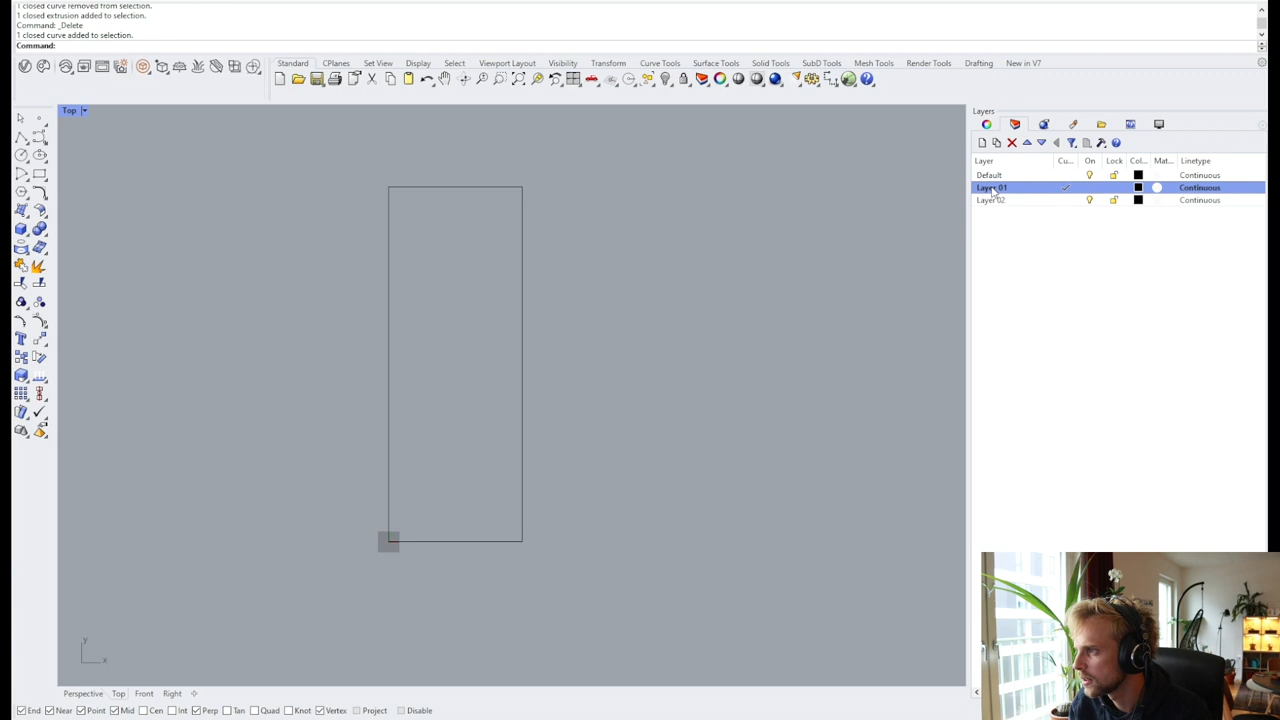 1 closed curve removed from selection.
1 closed extrusion added to selection.
Command: _Delete
1 closed curve added to selection.
Command:
Standard CPlanes Set View Display Select Viewport Layout Visibility Transform Curve Tools Surface Tools Solid Tools SubD Tools Mesh Tools Render Tools Drafting New in V7
Top
Layers
Layer Cu... On Lock Col... Mat... Linetype
Default Continuous
Layer 01 Continuous
Layer 02 Continuous
y
x
Perspective Top Front Right
End Near Point Mid Cen Int Perp Tan Quad Knot Vertex Project Disable